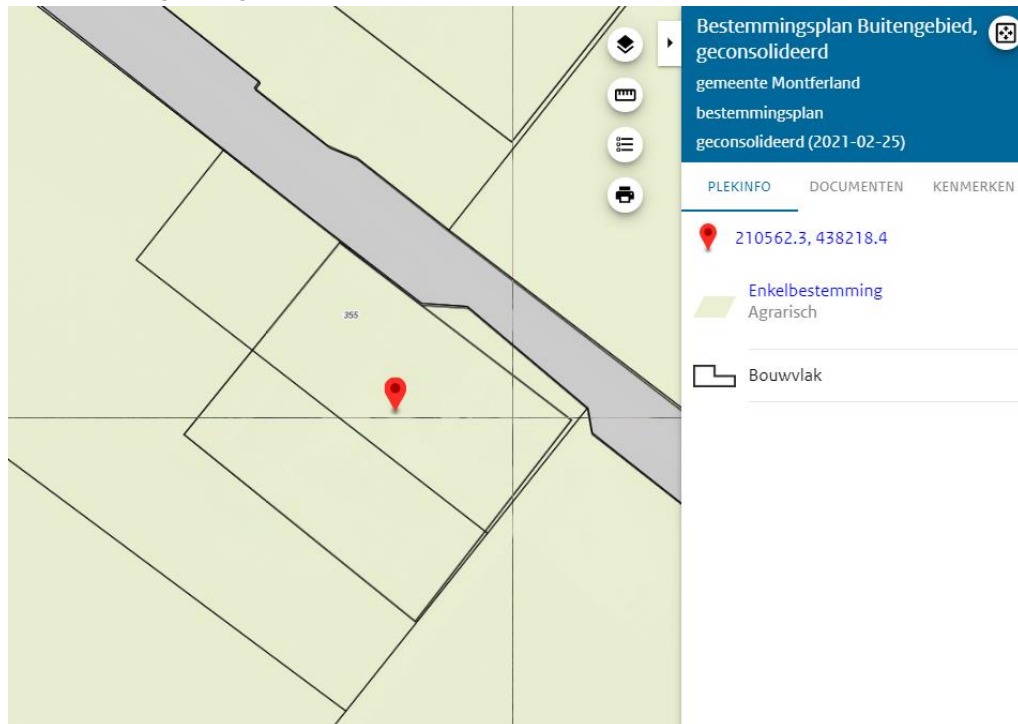 355
Bestemmingsplan Buitengebied,
geconsolideerd
gemeente Montferland
bestemmingsplan
geconsolideerd (2021-02-25)
PLEKINFO DOCUMENTEN KENMERKEN
210562.3, 438218.4
Enkelbestemming
Agrarisch
Bouwvlak